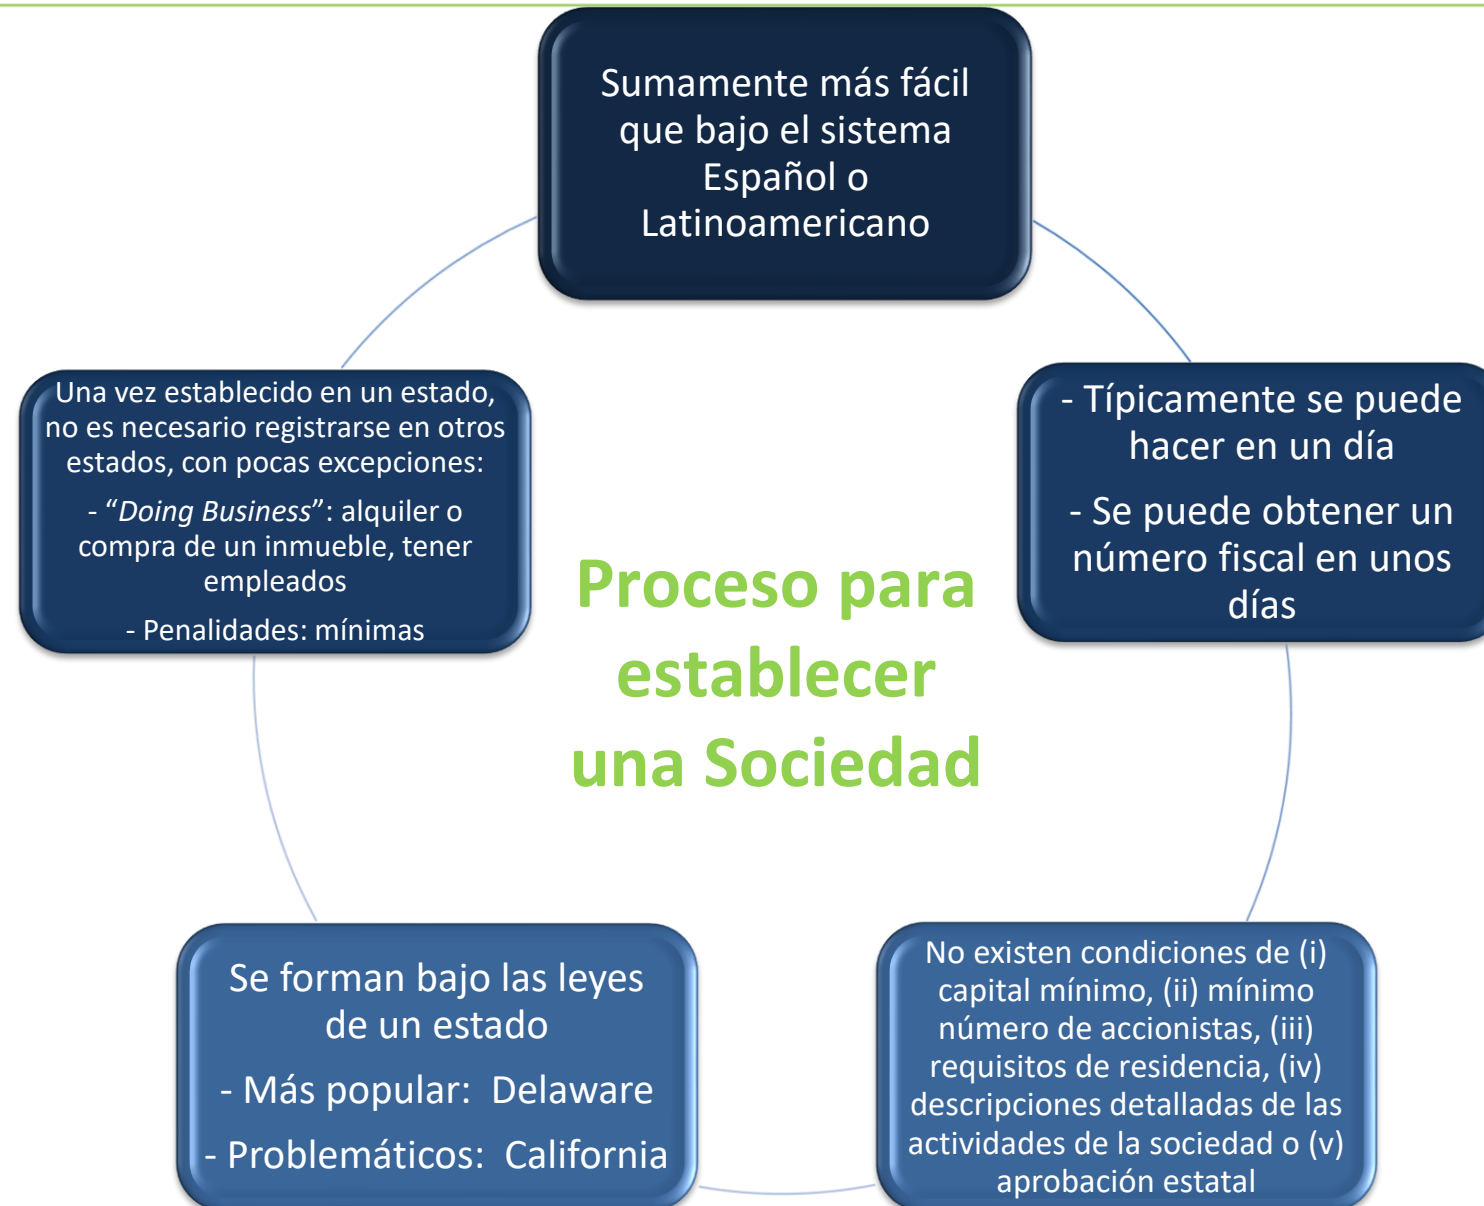 Sumamente más fácil
que bajo el sistema
Español o
Latinoamericano
- Típicamente se puede
hacer en un día
- Se puede obtener un
número fiscal en unos
días
No existen condiciones de (i)
capital mínimo, (ii) mínimo
número de accionistas, (iii)
requisitos de residencia, (iv)
descripciones detalladas de las
actividades de la sociedad o (v)
aprobación estatal
Se forman bajo las leyes
de un estado
- Más popular: Delaware
- Problemáticos: California
Una vez establecido en un estado,
no es necesario registrarse en otros
estados, con pocas excepciones:
- “Doing Business”: alquiler o
compra de un inmueble, tener
empleados
- Penalidades: mínimas
Proceso para
establecer
una Sociedad